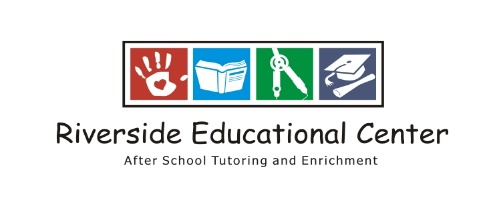 Riverside Educational Center
After School Tutoring and Enrichment